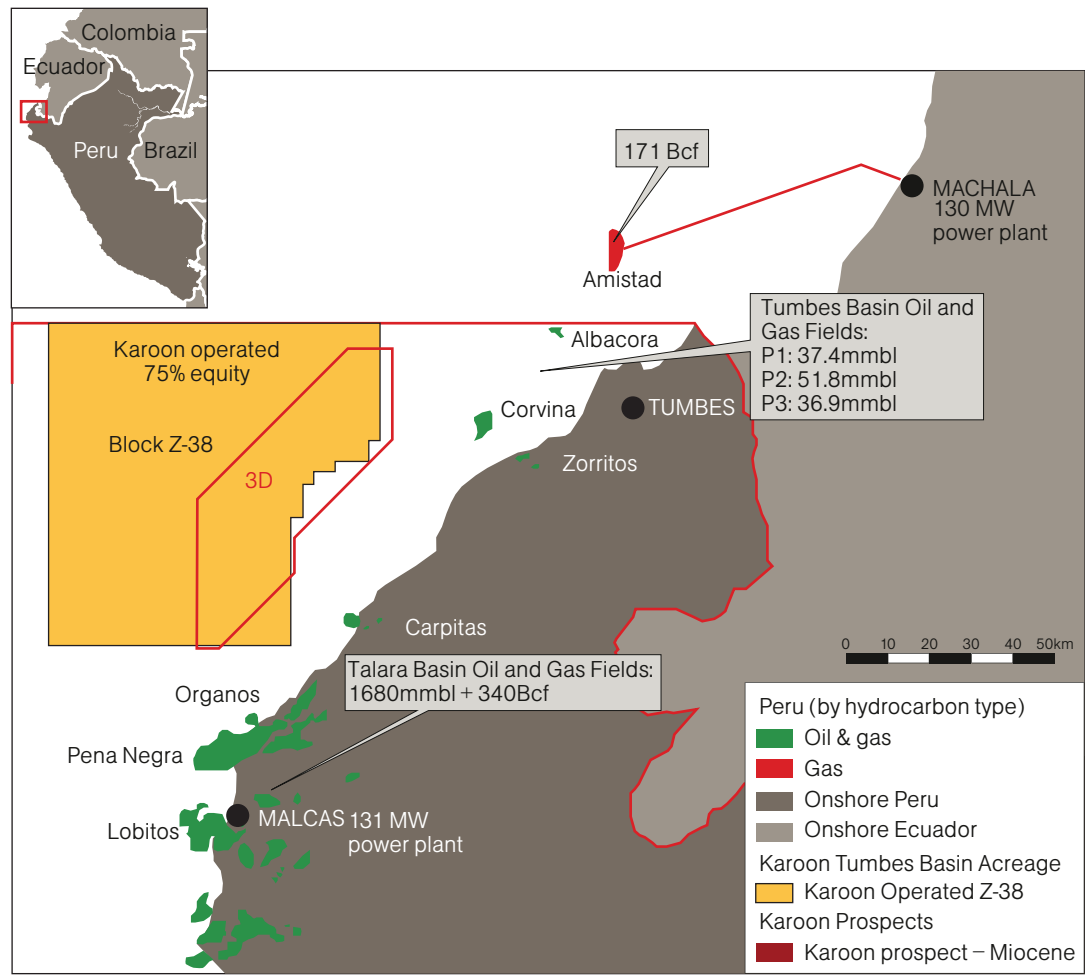 Colombia
Ecuador
Peru
Brazil
171 Bcf
MACHALA
130 MW
power plant
Amistad
Tumbes Basin Oil and
Gas Fields:
P1: 37.4mmbl
P2: 51.8mmbl
P3: 36.9mmbl
Karoon operated
75% equity
Albacora
Corvina
TUMBES
Block Z-38
3D
Zorritos
Carpitas
0 10 20 30 40 50km
Talara Basin Oil and Gas Fields:
1680mmbl + 340Bcf
Organos
Pena Negra
Lobitos
MALCAS 131 MW
power plant
Peru (by hydrocarbon type)
Oil & gas
Gas
Onshore Peru
Onshore Ecuador
Karoon Tumbes Basin Acreage
Karoon Operated Z-38
Karoon Prospects
Karoon prospect – Miocene